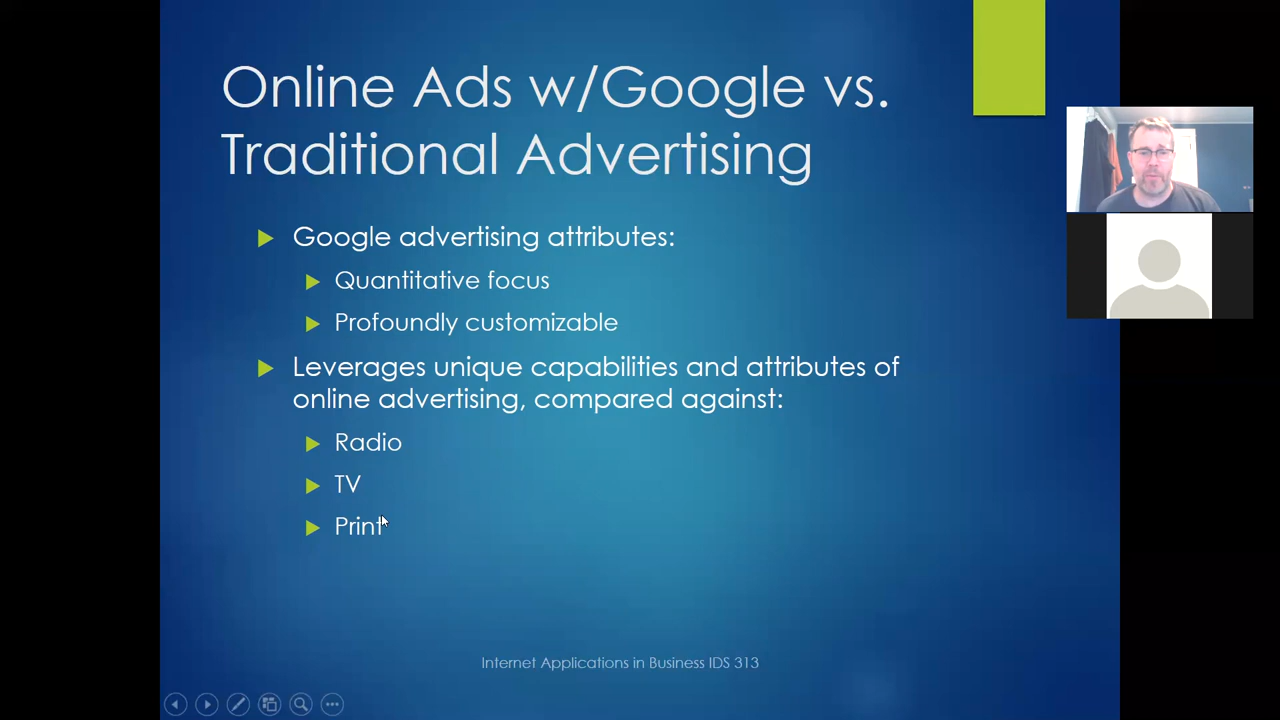 Online Ads w/Google vs.
Traditional Advertising
Google advertising attributes:
Quantitative focus
Profoundly customizable
Leverages unique capabilities and attributes of
online advertising, compared against:
Radio
TV
Print
Internet Applications in Business IDS 313